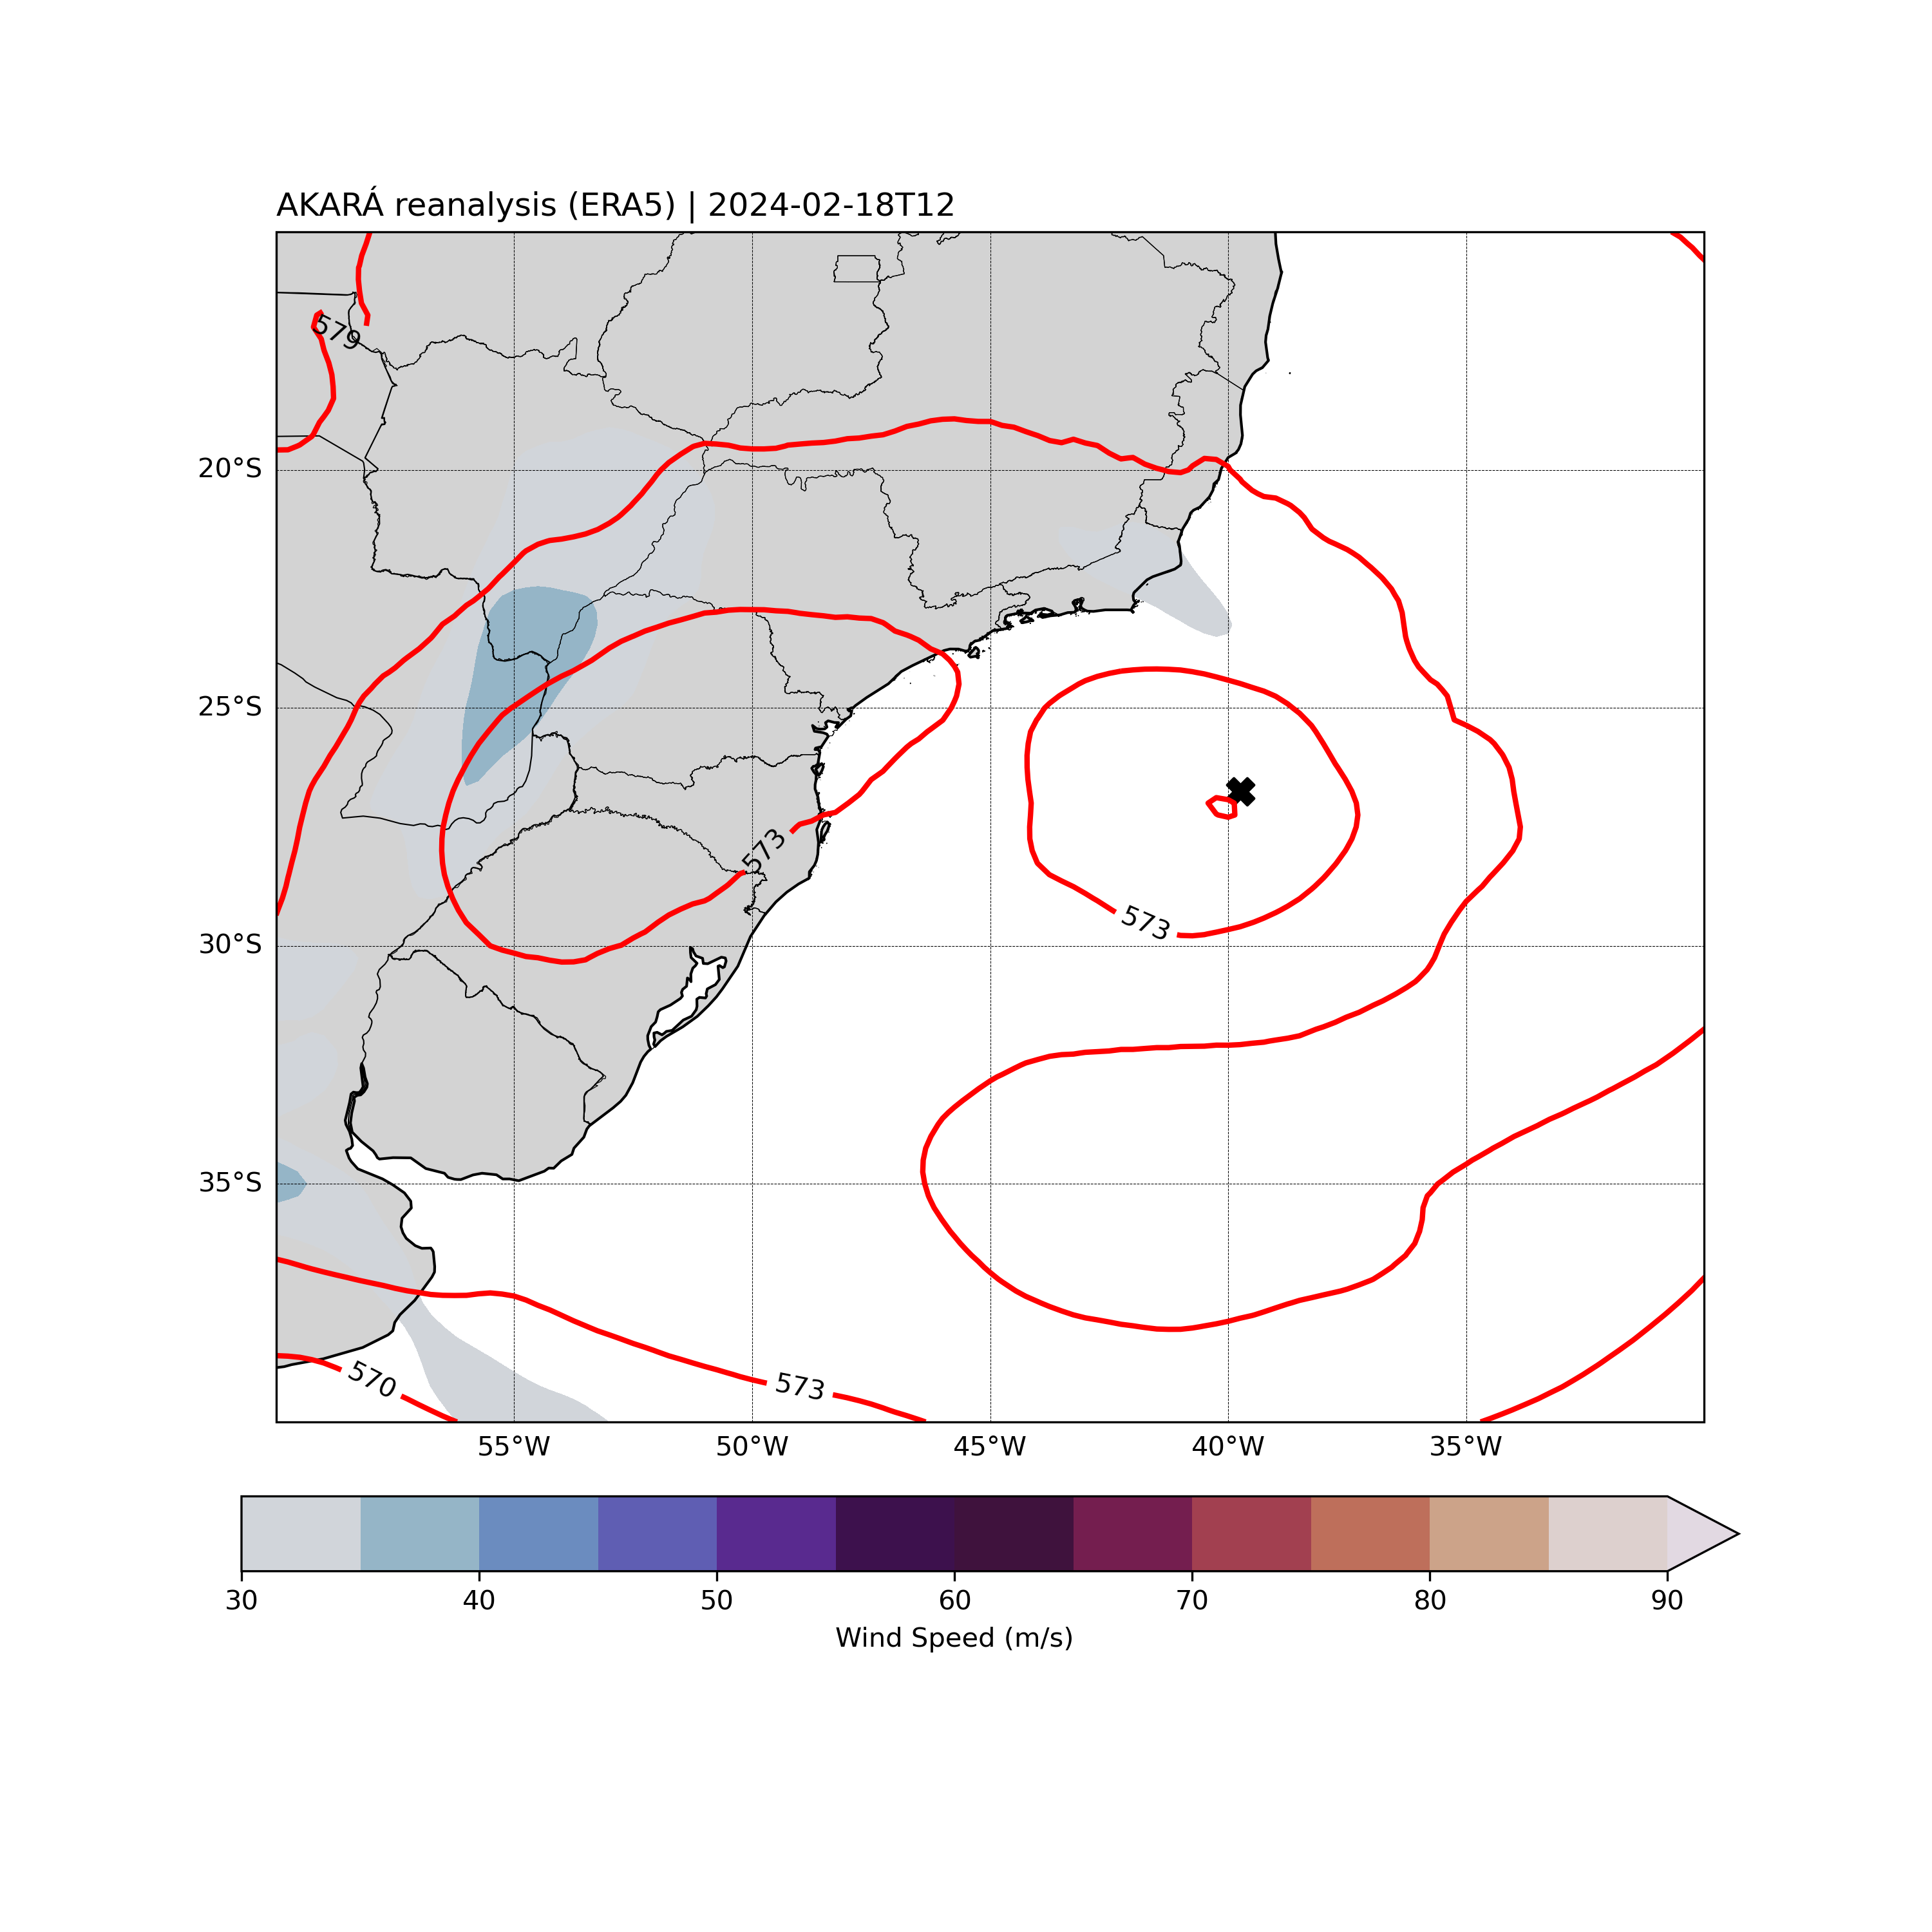 AKARÁ reanalysis (ERA5) | 2024-02-18T12
579
20°S
25°S
573
573
30°S
35°S
570
573
55°W 50°W 45°W 40°W 35°W
30 40 50 60 70 80 90
Wind Speed (m/s)